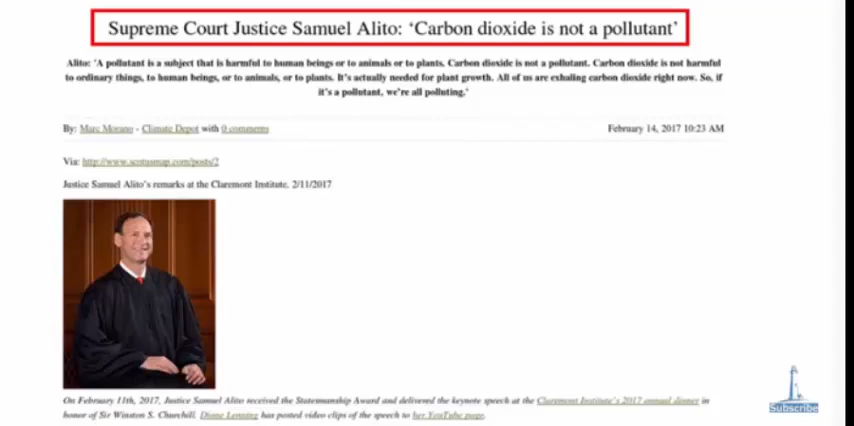 Supreme Court Justice Samuel Alito: ‘Carbon dioxide is not a pollutant’
Alito: 'A pollutant is a subject that is harmful to human beings or to animals or to plants. Carbon dioxide is not a pollutant. Carbon dioxide is not harmful
to ordinary things, to human beings, or to animals, or to plants. It's actually needed for plant growth. All of us are exhaling carbon dioxide right now. So, if
it's a pollutant, we're all polluting.'
By: Marc Morano - Climate Depot with 0 comments February 14, 2017 10:23 AM
Via: http://www.scotusmap.com/posts/2
Justice Samuel Alito's remarks at the Claremont Institute, 2/11/2017
On February 11th, 2017, Justice Samuel Alito received the Statesmanship Award and delivered the keynote speech at the Claremont Institute's 2017 annual dinner in
honor of Sir Winston S. Churchill. Dione Lensing has posted video clips of the speech to her YouTube page.
Subscribe